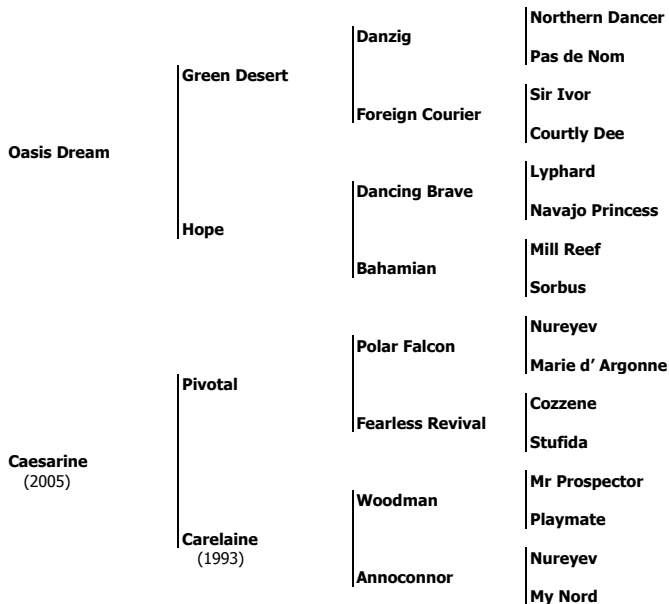 Northern Dancer
Danzig
Pas de Nom
Green Desert
Sir Ivor
Foreign Courier
Courtly Dee
Oasis Dream
Lyphard
Dancing Brave
Navajo Princess
Hope
Mill Reef
Bahamian
Sorbus
Nureyev
Polar Falcon
Marie d' Argonne
Pivotal
Cozzene
Fearless Revival
Stufida
Caesarine
(2005)
Mr Prospector
Woodman
Playmate
Carelaine
(1993)
Nureyev
Annoconnor
My Nord